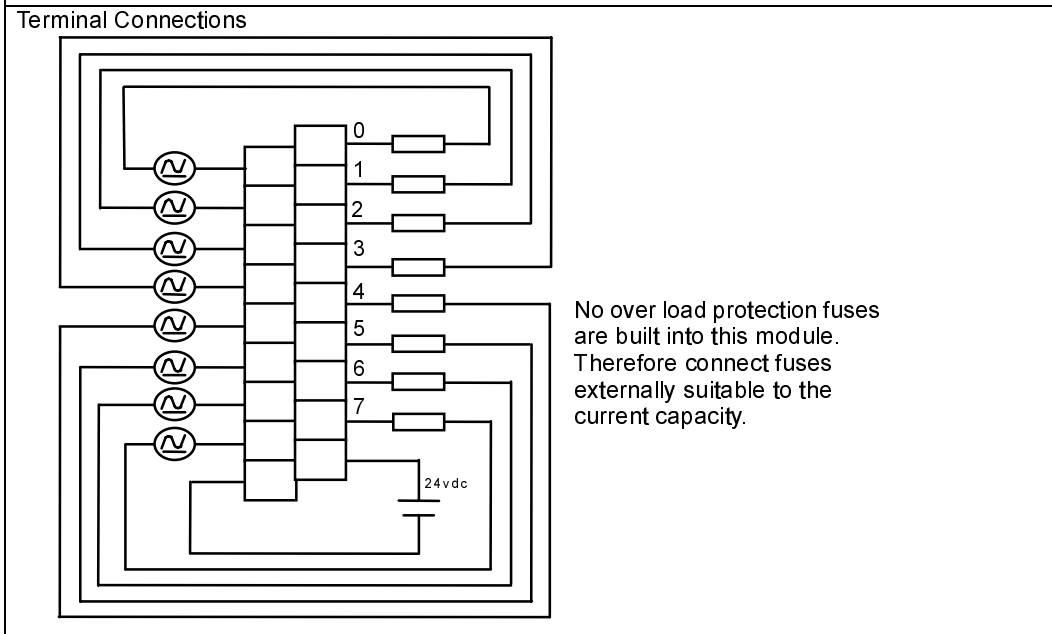 Terminal Connections
0
1
2
3
4
5
6
7
24vdc
No over load protection fuses
are built into this module.
Therefore connect fuses
externally suitable to the
current capacity.